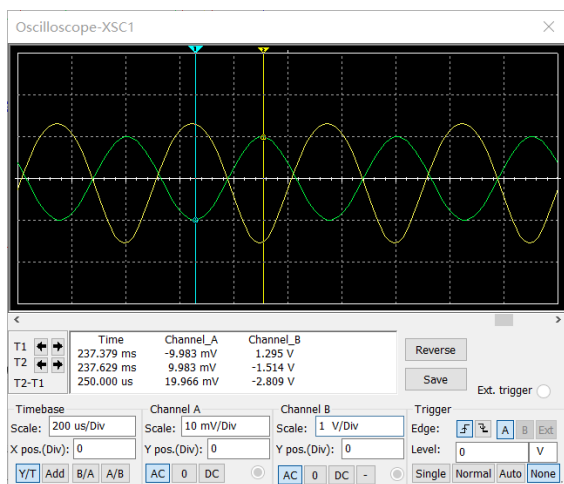 Oscilloscope-XSC1
1
2
Time Channel_A Channel_B
T1 237.379 ms -9.983 mV 1.295 V
T2 237.629 ms 9.983 mV -1.514 V
T2-T1 250.000 us 19.966 mV -2.809 V
Reverse
Save
Ext. trigger
Timebase Channel A Channel B Trigger
Scale: 200 us/Div Scale: 10 mV/Div Scale: 1 V/Div Edge: A B Ext
X pos.(Div): 0 Y pos.(Div): 0 Y pos.(Div): 0 Level: 0 V
Y/T Add B/A A/B AC 0 DC AC 0 DC - Single Normal Auto None